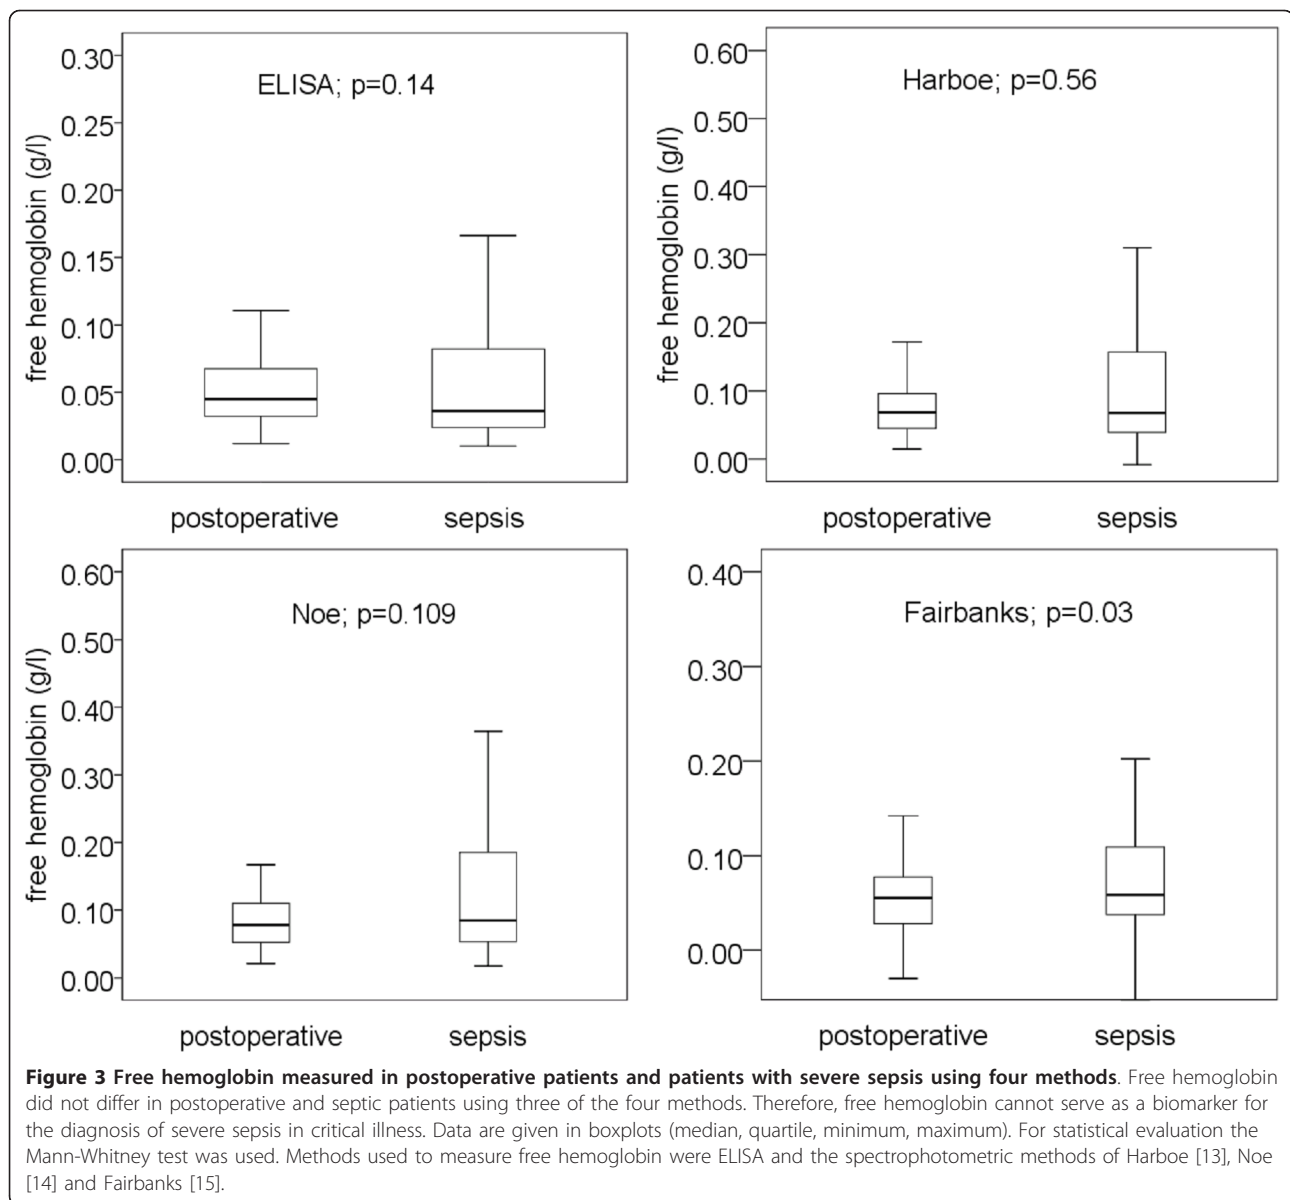 ELISA; p=0.14
free hemoglobin (g/l)
0.30
0.25
0.20
0.15
0.10
0.05
0.00
postoperative sepsis
Harboe; p=0.56
free hemoglobin (g/l)
0.60
0.50
0.40
0.30
0.20
0.10
0.00
postoperative sepsis
Noe; p=0.109
free hemoglobin (g/l)
0.60
0.50
0.40
0.30
0.20
0.10
0.00
postoperative sepsis
Fairbanks; p=0.03
0.40
0.30
0.20
0.10
0.00
postoperative sepsis
Figure 3 Free hemoglobin measured in postoperative patients and patients with severe sepsis using four methods. Free hemoglobin
did not differ in postoperative and septic patients using three of the four methods. Therefore, free hemoglobin cannot serve as a biomarker for
the diagnosis of severe sepsis in critical illness. Data are given in boxplots (median, quartile, minimum, maximum). For statistical evaluation the
Mann-Whitney test was used. Methods used to measure free hemoglobin were ELISA and the spectrophotometric methods of Harboe [13], Noe
[14] and Fairbanks [15].